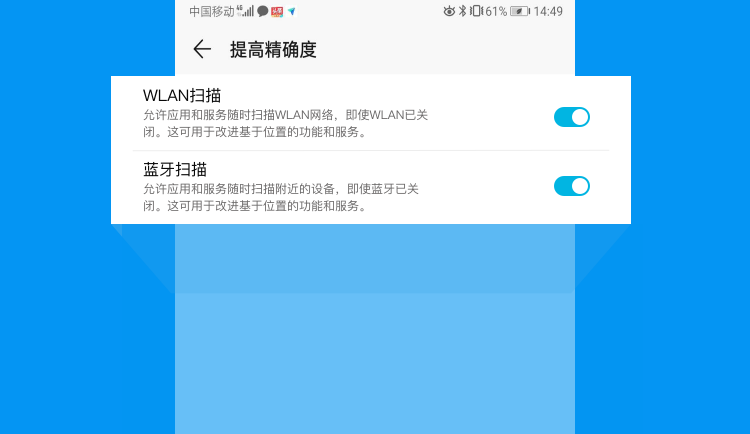 中国移动 46 61% 14:49
提高精确度
WLAN扫描
允许应用和服务随时扫描WLAN网络，即使WLAN已关
闭。这可用于改进基于位置的功能和服务。
蓝牙扫描
允许应用和服务随时扫描附近的设备，即使蓝牙已关
闭。这可用于改进基于位置的功能和服务。